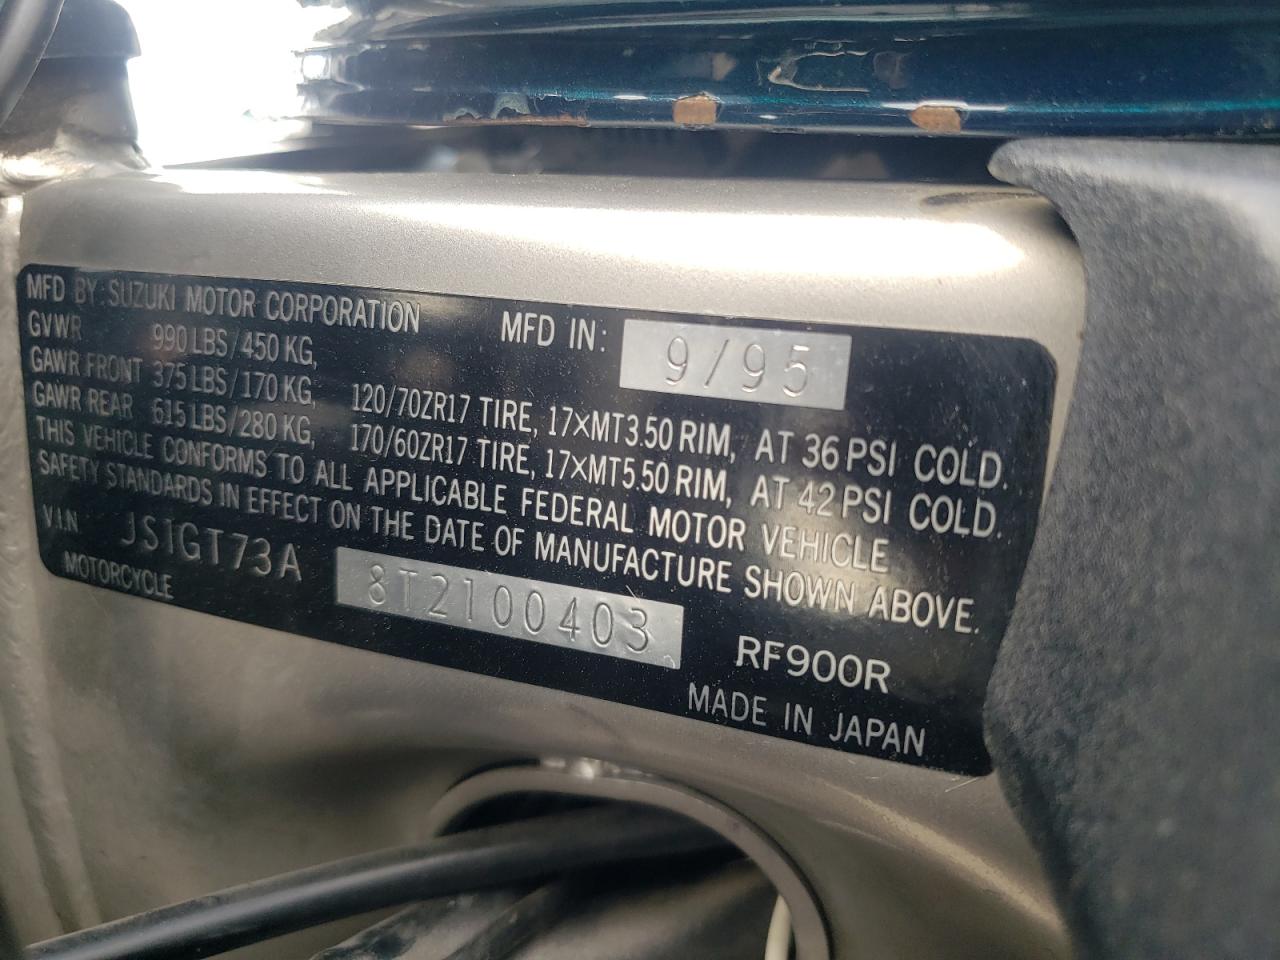 MFD BY: SUZUKI MOTOR CORPORATION MFD IN: 9/95
GVWR 990 LBS/450 KG,
GAWR FRONT 375 LBS/170 KG, 120/70ZR17 TIRE, 17×MT3.50 RIM, AT 36 PSI COLD.
GAWR REAR 615 LBS/280 KG, 170/60ZR17 TIRE, 17×MT5.50 RIM, AT 42 PSI COLD.
THIS VEHICLE CONFORMS TO ALL APPLICABLE FEDERAL MOTOR VEHICLE
SAFETY STANDARDS IN EFFECT ON THE DATE OF MANUFACTURE SHOWN ABOVE.
V.I.N JS1GT73A 8T2100403 RF900R
MOTORCYCLE MADE IN JAPAN